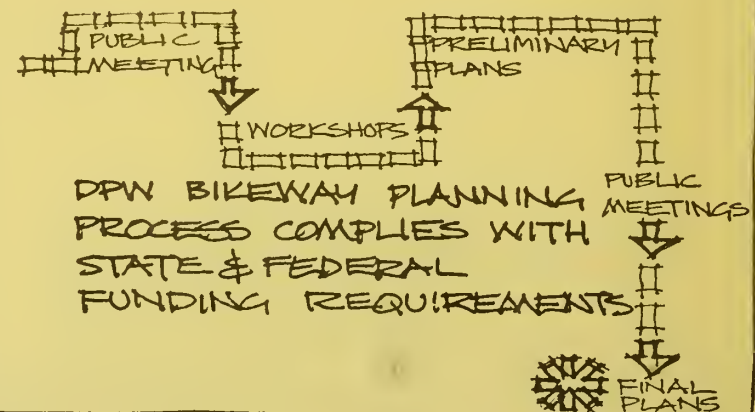 PUBLIC
MEETING
WORKSHOPS
PRELIMINARY
PLANS
PUBLIC
MEETINGS
FINAL
PLANS
DPW BIKEWAY PLANNING
PROCESS COMPLIES WITH
STATE & FEDERAL
FUNDING REQUIREMENTS